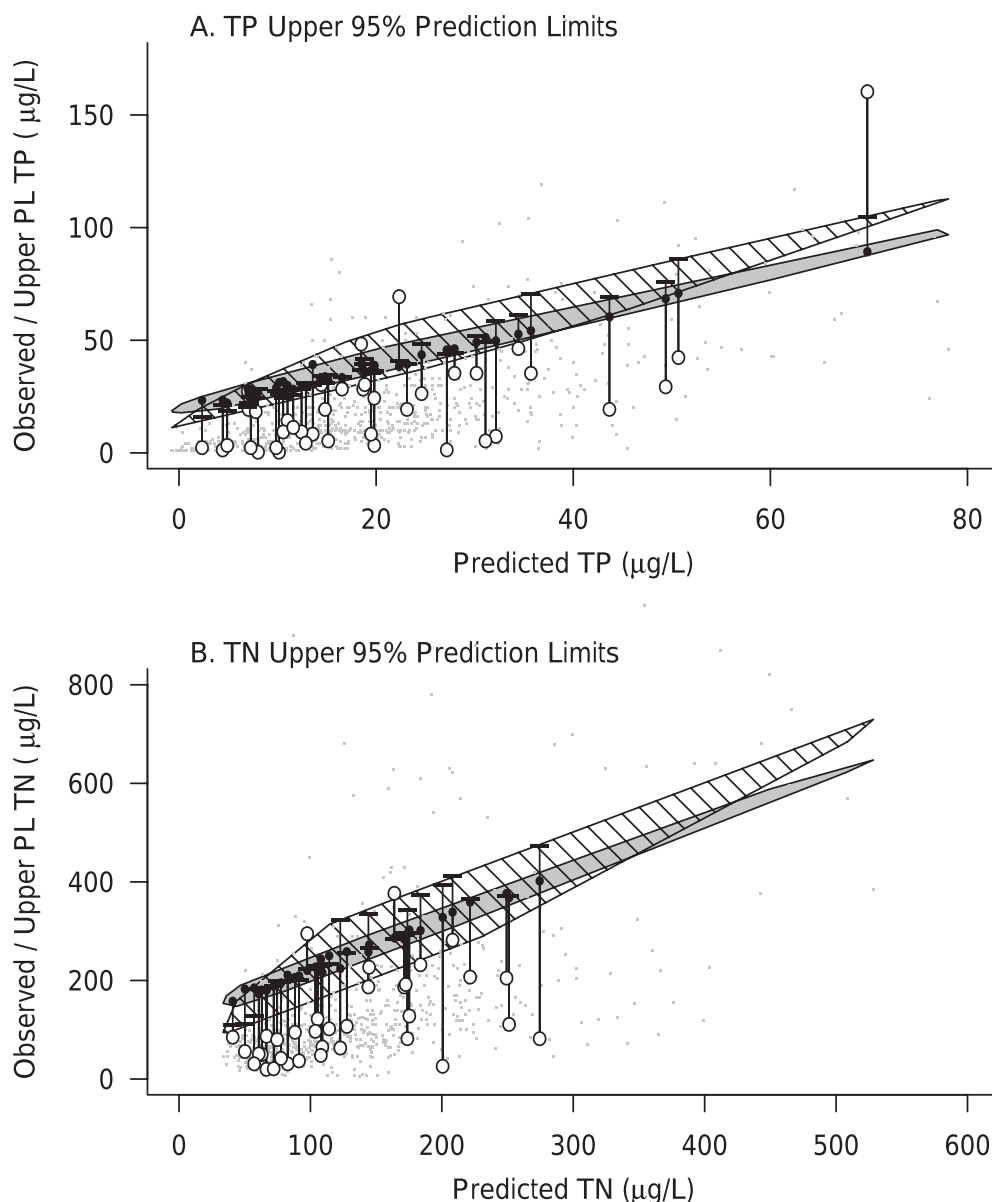 A. TP Upper 95% Prediction Limits
Observed / Upper PL TP ( μg/L)
150
100
50
0
0 20 40 60 80
Predicted TP (μg/L)
B. TN Upper 95% Prediction Limits
Observed / Upper PL TN ( μg/L)
800
600
400
200
0
0 100 200 300 400 500 600
Predicted TN (μg/L)